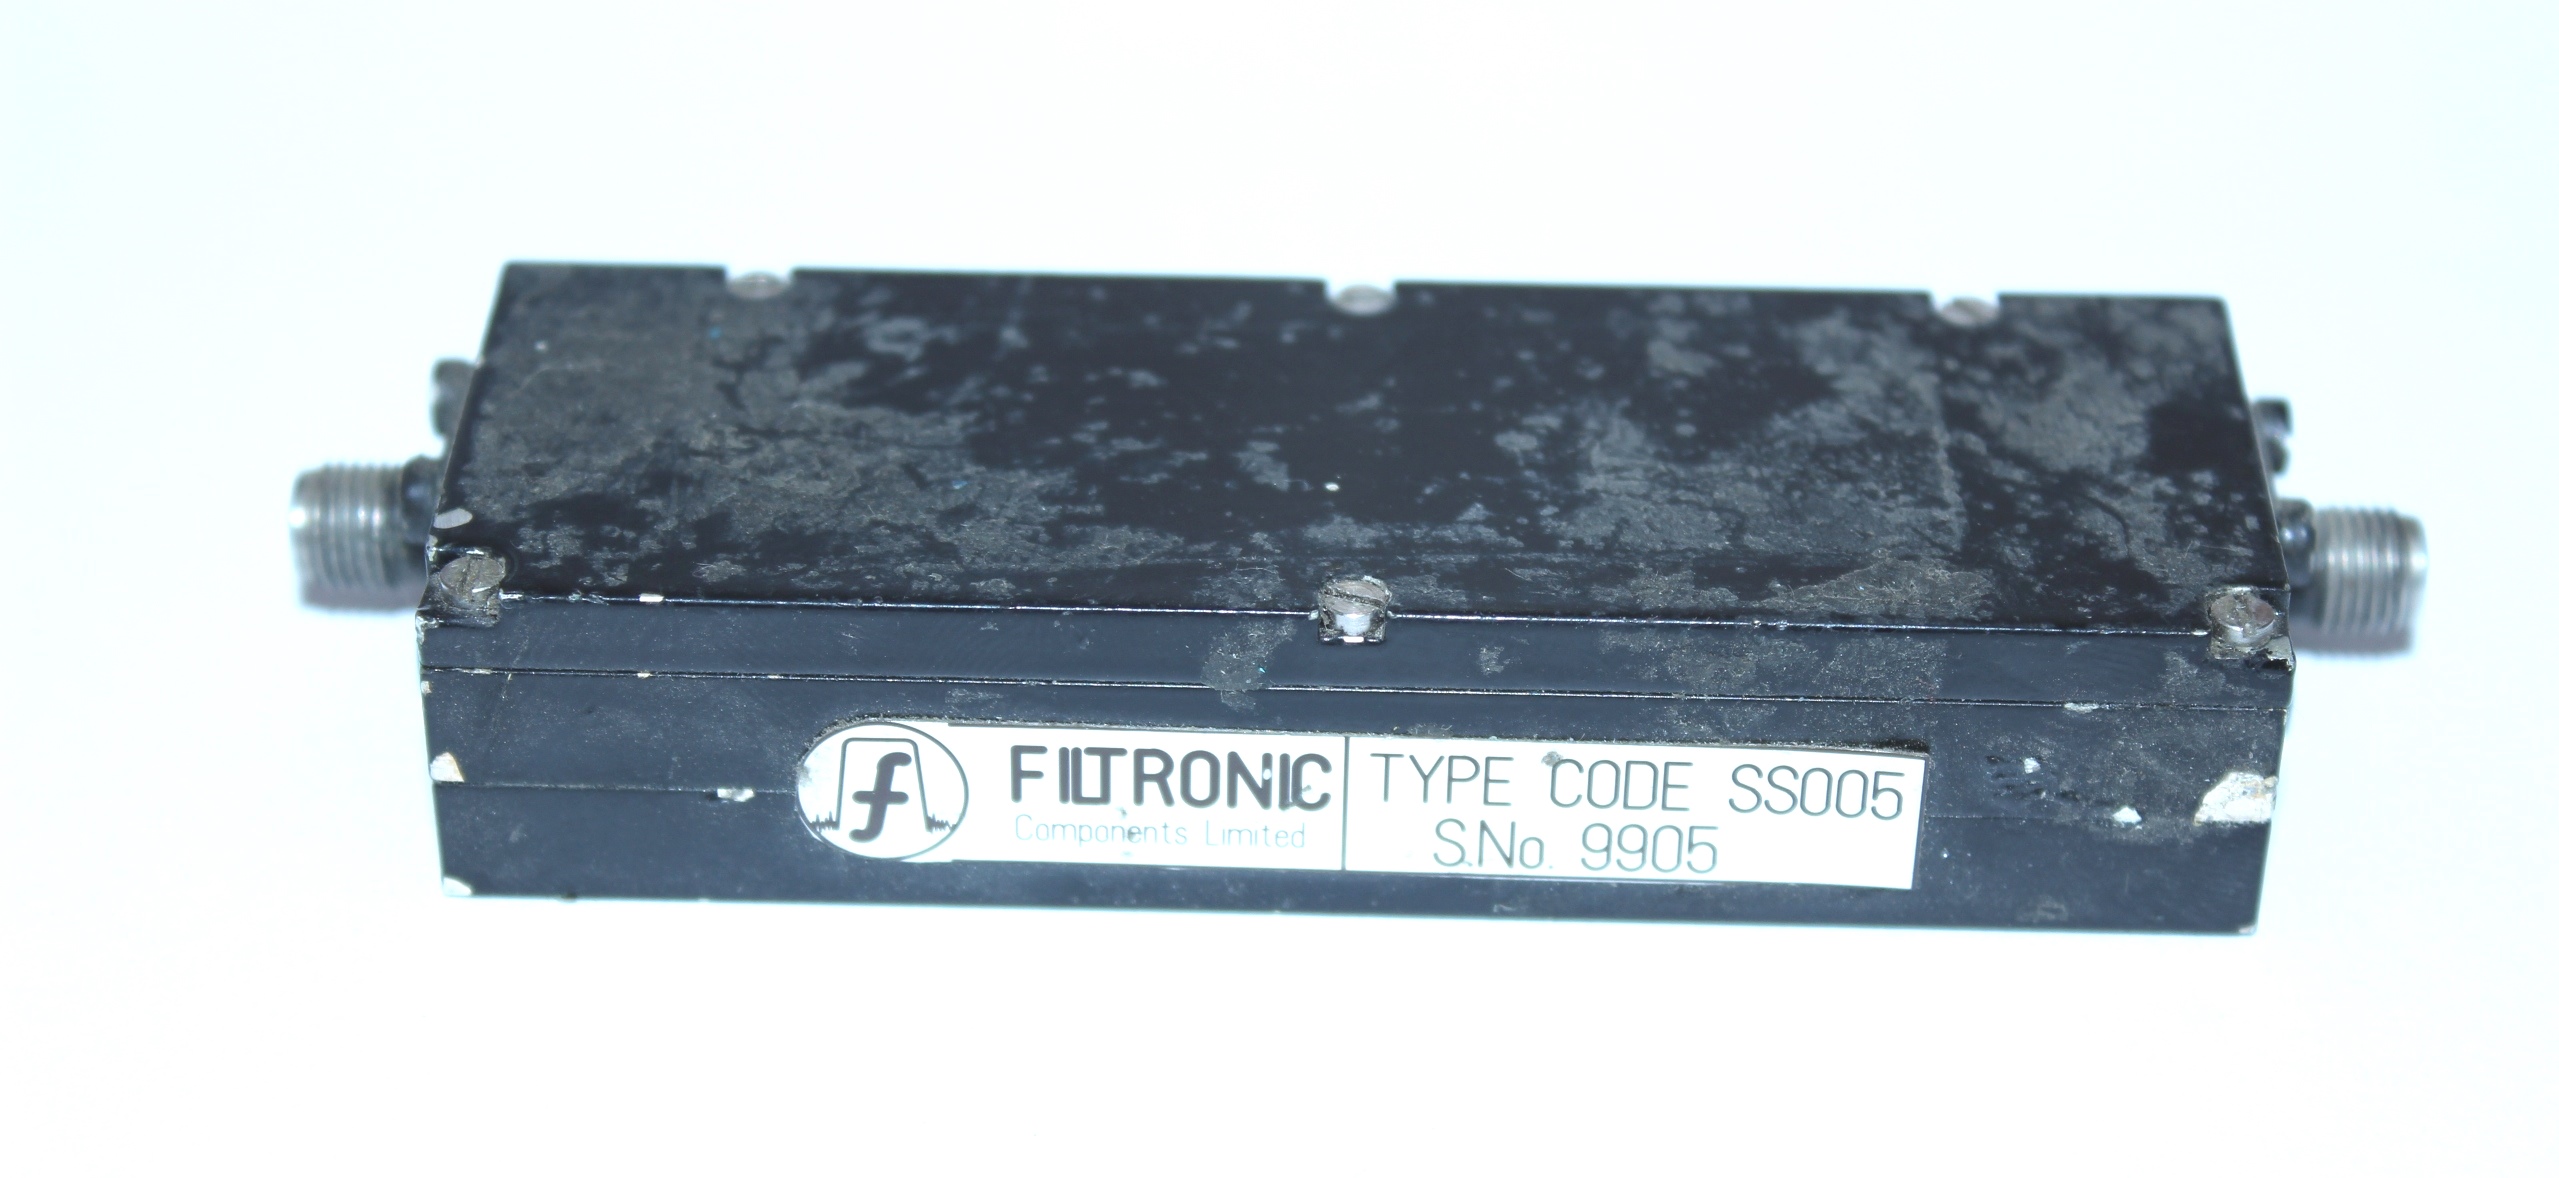 f
FILTRONIC
Components Limited
TYPE CODE SS005
S.No. 9905